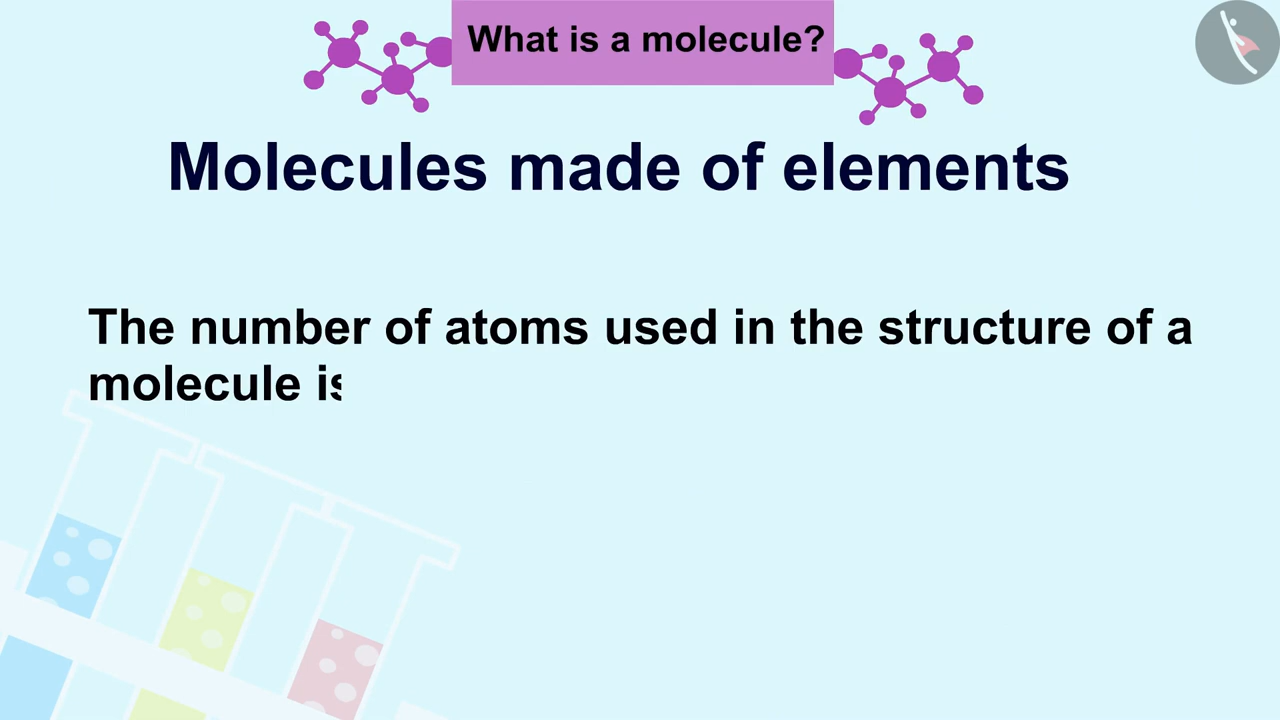 What is a molecule?
Molecules made of elements
The number of atoms used in the structure of a
molecule is